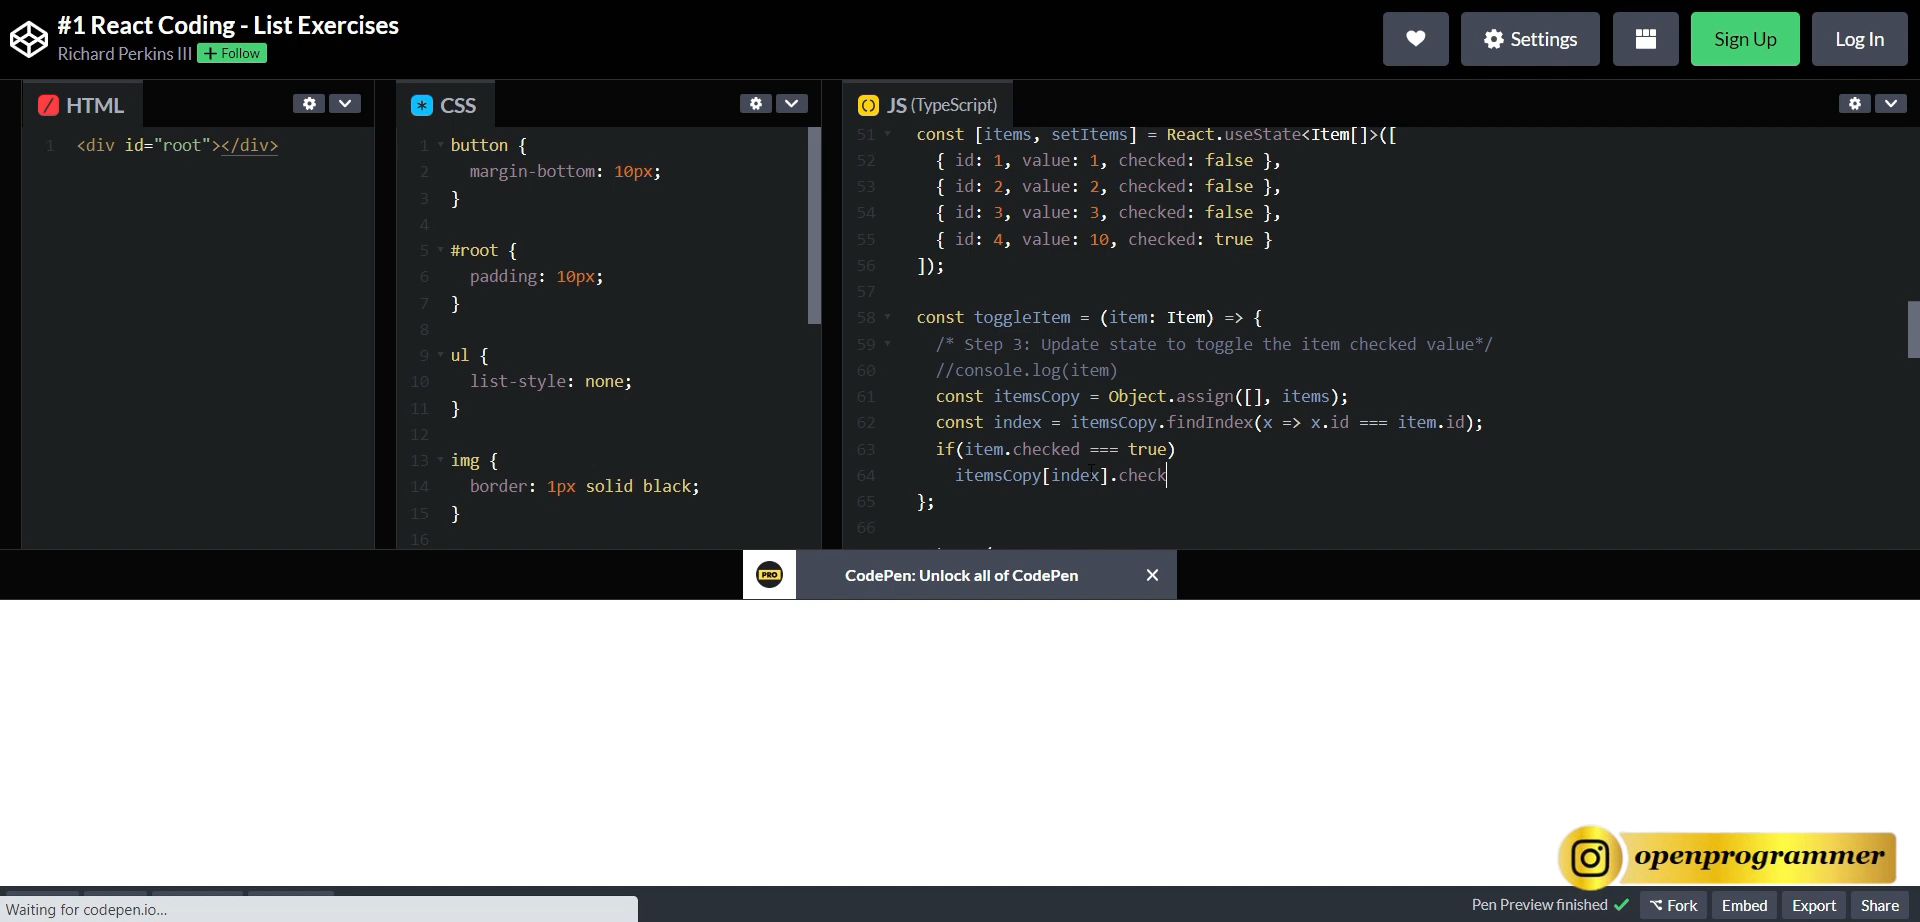 #1 React Coding - List Exercises
Richard Perkins III + Follow
Settings
Sign Up
Log In
HTML
1 <div id="root"></div>
CSS
1 button {
2 margin-bottom: 10px;
3 }
4
5 #root {
6 padding: 10px;
7 }
8
9 ul {
10 list-style: none;
11 }
12
13 img {
14 border: 1px solid black;
15 }
16
JS (TypeScript)
51 const [items, setItems] = React.useState<Item[]>([
52 { id: 1, value: 1, checked: false },
53 { id: 2, value: 2, checked: false },
54 { id: 3, value: 3, checked: false },
55 { id: 4, value: 10, checked: true }
56 ]);
57
58 const toggleItem = (item: Item) => {
59 /* Step 3: Update state to toggle the item checked value*/
60 //console.log(item)
61 const itemsCopy = Object.assign([], items);
62 const index = itemsCopy.findIndex(x => x.id === item.id);
63 if(item.checked === true)
64 itemsCopy[index].check
65 };
66
PRO
CodePen: Unlock all of CodePen
openprogrammer
Waiting for codepen.io...
Pen Preview finished
Fork
Embed
Export
Share